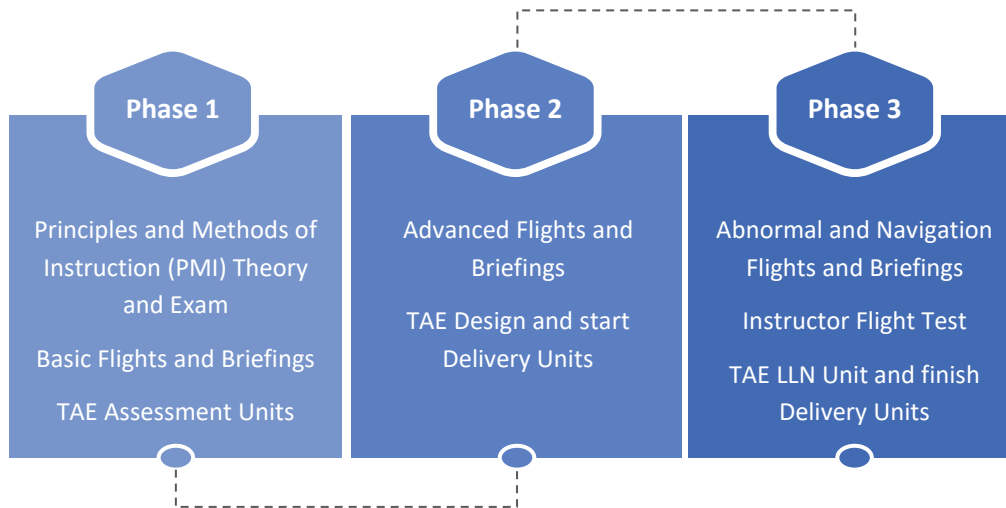 Phase 1
Principles and Methods of
Instruction (PMI) Theory
and Exam
Basic Flights and Briefings
TAE Assessment Units
Phase 2
Advanced Flights and
Briefings
TAE Design and start
Delivery Units
Phase 3
Abnormal and Navigation
Flights and Briefings
Instructor Flight Test
TAE LLN Unit and finish
Delivery Units